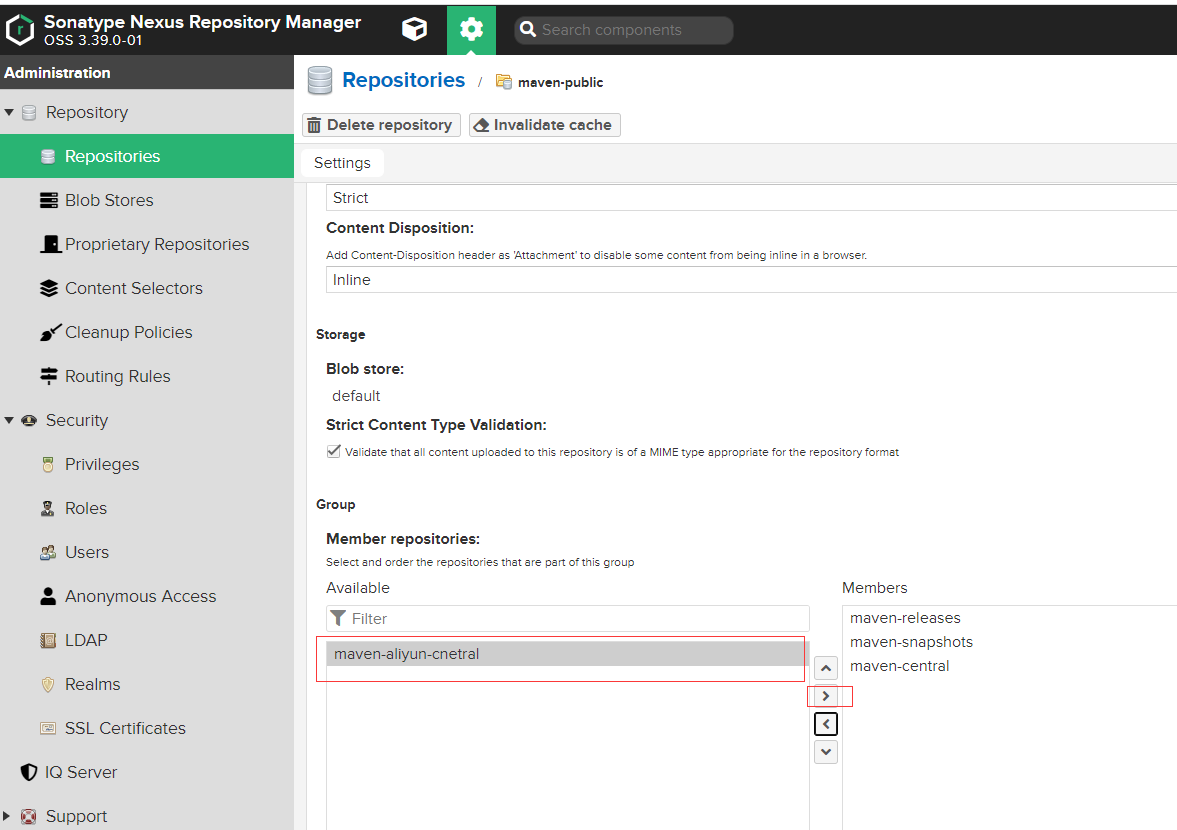 Sonatype Nexus Repository Manager
OSS 3.39.0-01
Search components
Administration
Repository
Repositories
Blob Stores
Proprietary Repositories
Content Selectors
Cleanup Policies
Routing Rules
Security
Privileges
Roles
Users
Anonymous Access
LDAP
Realms
SSL Certificates
IQ Server
Support
Repositories / maven-public
Delete repository Invalidate cache
Settings
Strict
Content Disposition:
Add Content-Disposition header as 'Attachment' to disable some content from being inline in a browser.
Inline
Storage
Blob store:
default
Strict Content Type Validation:
Validate that all content uploaded to this repository is of a MIME type appropriate for the repository format
Group
Member repositories:
Select and order the repositories that are part of this group
Available
Filter
maven-aliyun-cnetral
Members
maven-releases
maven-snapshots
maven-central